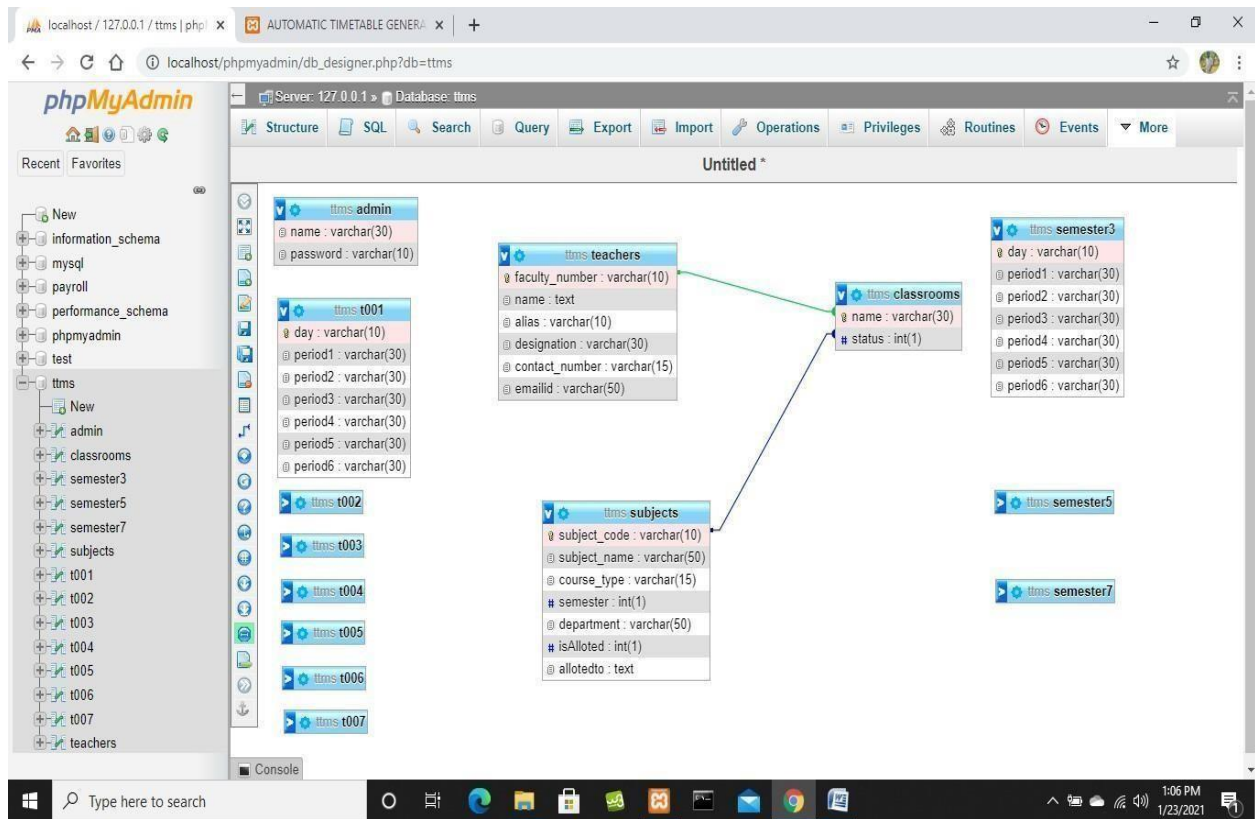 localhost / 127.0.0.1 / ttms | php
AUTOMATIC TIMETABLE GENERA
localhost/phpmyadmin/db_designer.php?db=ttms
phpMyAdmin
Recent Favorites
New
information_schema
mysql
payroll
performance_schema
phpmyadmin
test
ttms
New
admin
classrooms
semester3
semester5
semester7
subjects
t001
t002
t003
t004
t005
t006
t007
teachers
Server: 127.0.0.1 » Database: ttms
Structure SQL Search Query Export Import Operations Privileges Routines Events More
Untitled *
ttms admin
name : varchar(30)
password : varchar(10)
ttms t001
day : varchar(10)
period1 : varchar(30)
period2 : varchar(30)
period3 : varchar(30)
period4 : varchar(30)
period5 : varchar(30)
period6 : varchar(30)
ttms t002
ttms t003
ttms t004
ttms t005
ttms t006
ttms t007
ttms teachers
faculty_number : varchar(10)
name : text
alias : varchar(10)
designation : varchar(30)
contact_number : varchar(15)
emailid : varchar(50)
ttms subjects
subject_code : varchar(10)
subject_name : varchar(50)
course_type : varchar(15)
# semester : int(1)
department : varchar(50)
# isAlloted : int(1)
allotedto : text
ttms classrooms
name : varchar(30)
# status : int(1)
ttms semester3
day : varchar(10)
period1 : varchar(30)
period2 : varchar(30)
period3 : varchar(30)
period4 : varchar(30)
period5 : varchar(30)
period6 : varchar(30)
ttms semester5
ttms semester7
Console
Type here to search
1:06 PM
1/23/2021